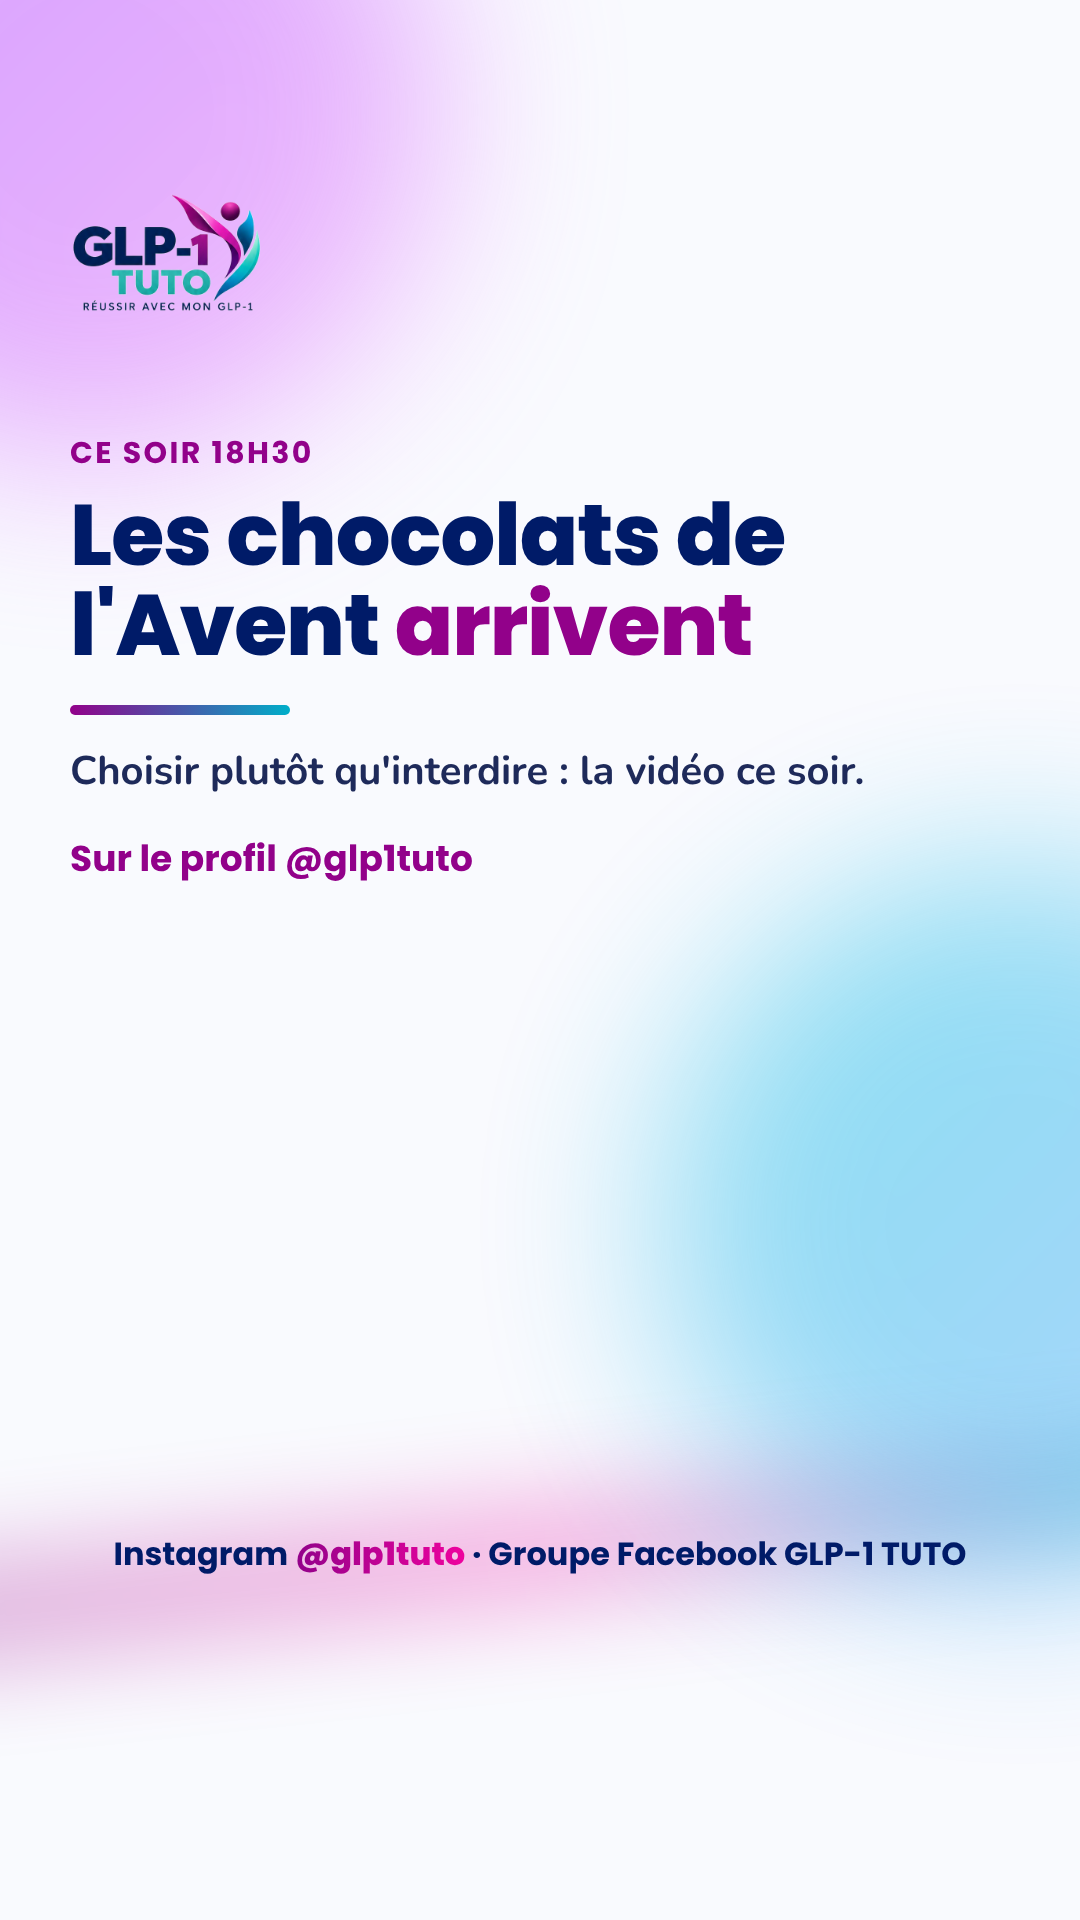 GLP-1
TUTO
RÉUSSIR AVEC MON GLP-1
CE SOIR 18H30
Les chocolats de
l'Avent arrivent
Choisir plutôt qu'interdire : la vidéo ce soir.
Sur le profil @glp1tuto
Instagram @glp1tuto · Groupe Facebook GLP-1 TUTO